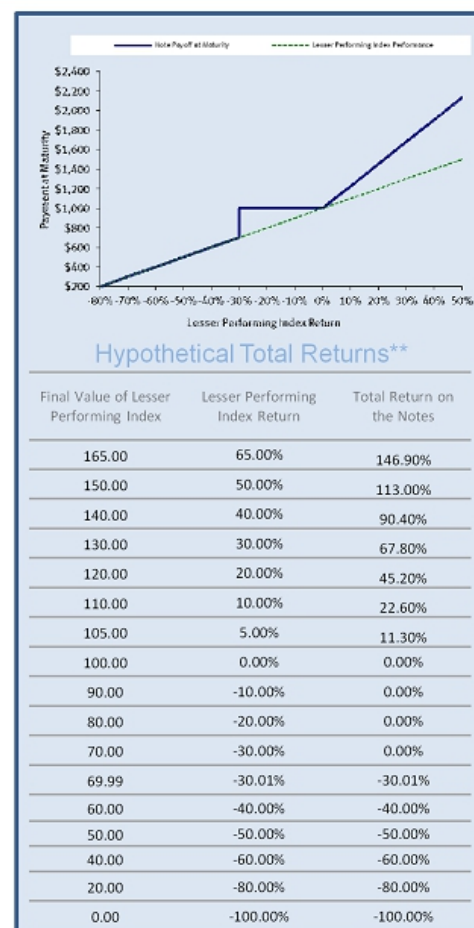 Note Payoff at Maturity
Lesser Performing Index Performance
$2,400
$2,200
$2,000
$1,800
$1,600
$1,400
$1,200
$1,000
$800
$600
$400
$200
Payment at Maturity
-80% -70% -60% -50% -40% -30% -20% -10% 0% 10% 20% 30% 40% 50%
Lesser Performing Index Return
Hypothetical Total Returns**
Final Value of Lesser Performing Index
Lesser Performing Index Return
Total Return on the Notes
165.00 65.00% 146.90%
150.00 50.00% 113.00%
140.00 40.00% 90.40%
130.00 30.00% 67.80%
120.00 20.00% 45.20%
110.00 10.00% 22.60%
105.00 5.00% 11.30%
100.00 0.00% 0.00%
90.00 -10.00% 0.00%
80.00 -20.00% 0.00%
70.00 -30.00% 0.00%
69.99 -30.01% -30.01%
60.00 -40.00% -40.00%
50.00 -50.00% -50.00%
40.00 -60.00% -60.00%
20.00 -80.00% -80.00%
0.00 -100.00% -100.00%